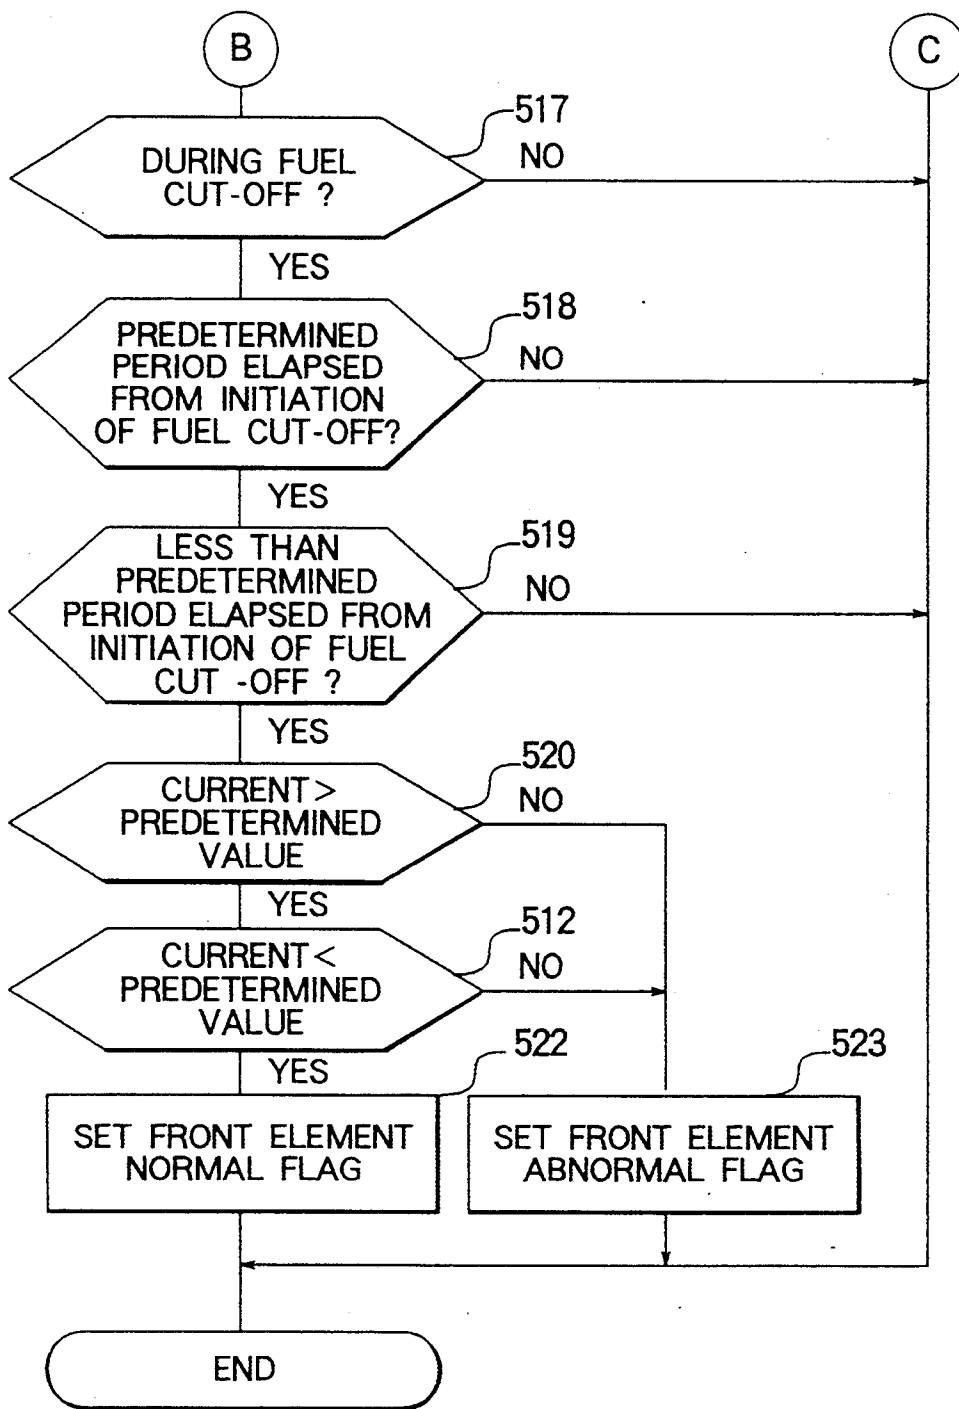 B
C
517
DURING FUEL
CUT-OFF ?
NO
YES
518
PREDETERMINED
PERIOD ELAPSED
FROM INITIATION
OF FUEL CUT-OFF?
NO
YES
519
LESS THAN
PREDETERMINED
PERIOD ELAPSED FROM
INITIATION OF FUEL
CUT -OFF ?
NO
YES
520
CURRENT>
PREDETERMINED
VALUE
NO
YES
512
CURRENT<
PREDETERMINED
VALUE
NO
YES
522
SET FRONT ELEMENT
NORMAL FLAG
523
SET FRONT ELEMENT
ABNORMAL FLAG
END